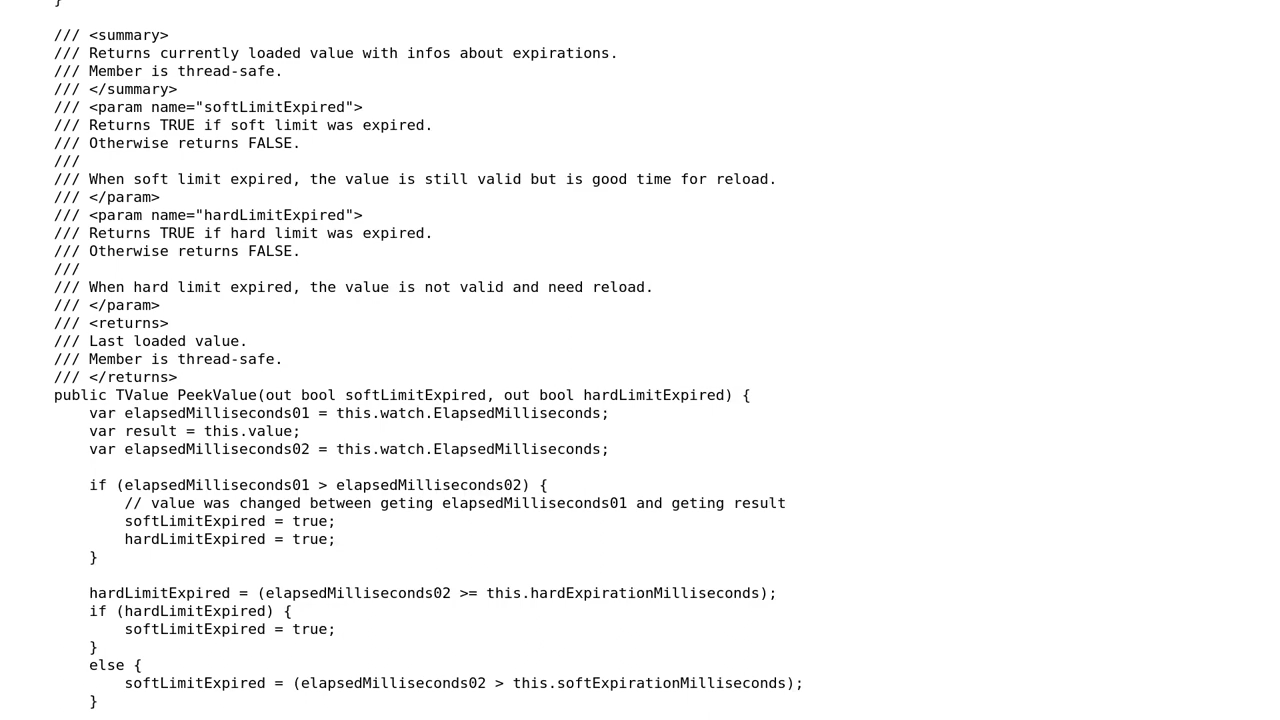 }

/// <summary>
/// Returns currently loaded value with infos about expirations.
/// Member is thread-safe.
/// </summary>
/// <param name="softLimitExpired">
/// Returns TRUE if soft limit was expired.
/// Otherwise returns FALSE.
///
/// When soft limit expired, the value is still valid but is good time for reload.
/// </param>
/// <param name="hardLimitExpired">
/// Returns TRUE if hard limit was expired.
/// Otherwise returns FALSE.
///
/// When hard limit expired, the value is not valid and need reload.
/// </param>
/// <returns>
/// Last loaded value.
/// Member is thread-safe.
/// </returns>
public TValue PeekValue(out bool softLimitExpired, out bool hardLimitExpired) {
    var elapsedMilliseconds01 = this.watch.ElapsedMilliseconds;
    var result = this.value;
    var elapsedMilliseconds02 = this.watch.ElapsedMilliseconds;

    if (elapsedMilliseconds01 > elapsedMilliseconds02) {
        // value was changed between geting elapsedMilliseconds01 and geting result
        softLimitExpired = true;
        hardLimitExpired = true;
    }

    hardLimitExpired = (elapsedMilliseconds02 >= this.hardExpirationMilliseconds);
    if (hardLimitExpired) {
        softLimitExpired = true;
    }
    else {
        softLimitExpired = (elapsedMilliseconds02 > this.softExpirationMilliseconds);
    }